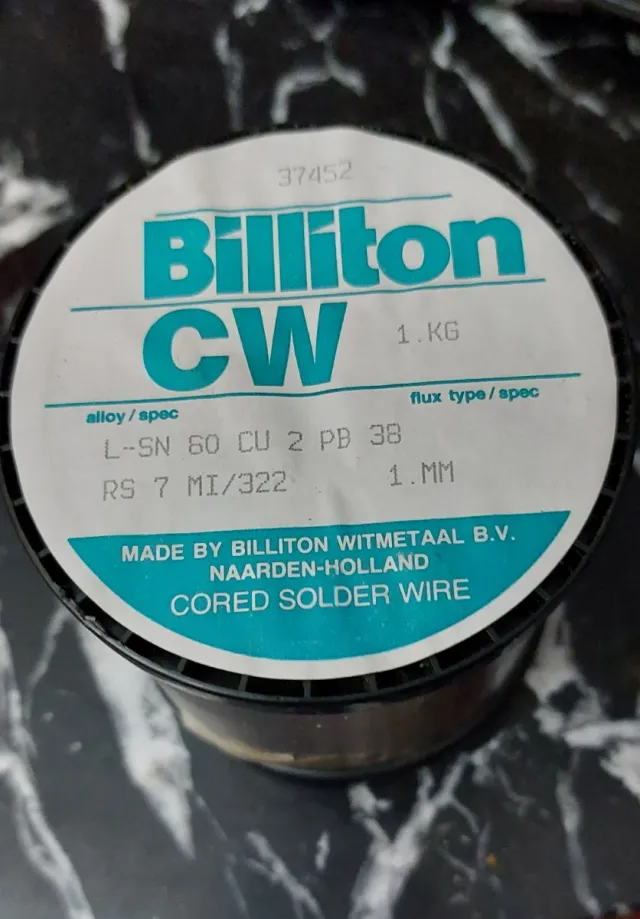 37452
Billiton
CW 1.KG
alloy/spec flux type/spec
L-SN 60 CU 2 PB 38
RS 7 MI/322 1.MM
MADE BY BILLITON WITMETAAL B.V.
NAARDEN-HOLLAND
CORED SOLDER WIRE